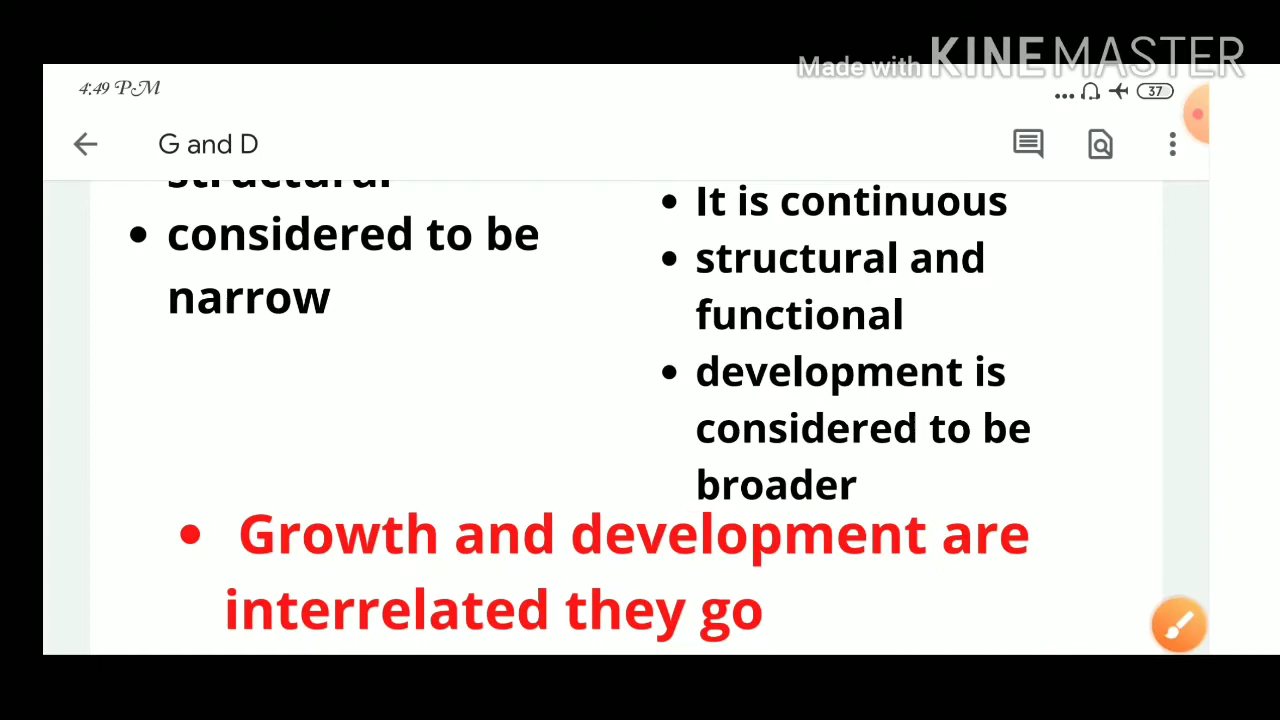 Made with KINEMASTER
4:49 PM
37
G and D
structural
• considered to be
narrow
• It is continuous
• structural and
functional
• development is
considered to be
broader
• Growth and development are
interrelated they go